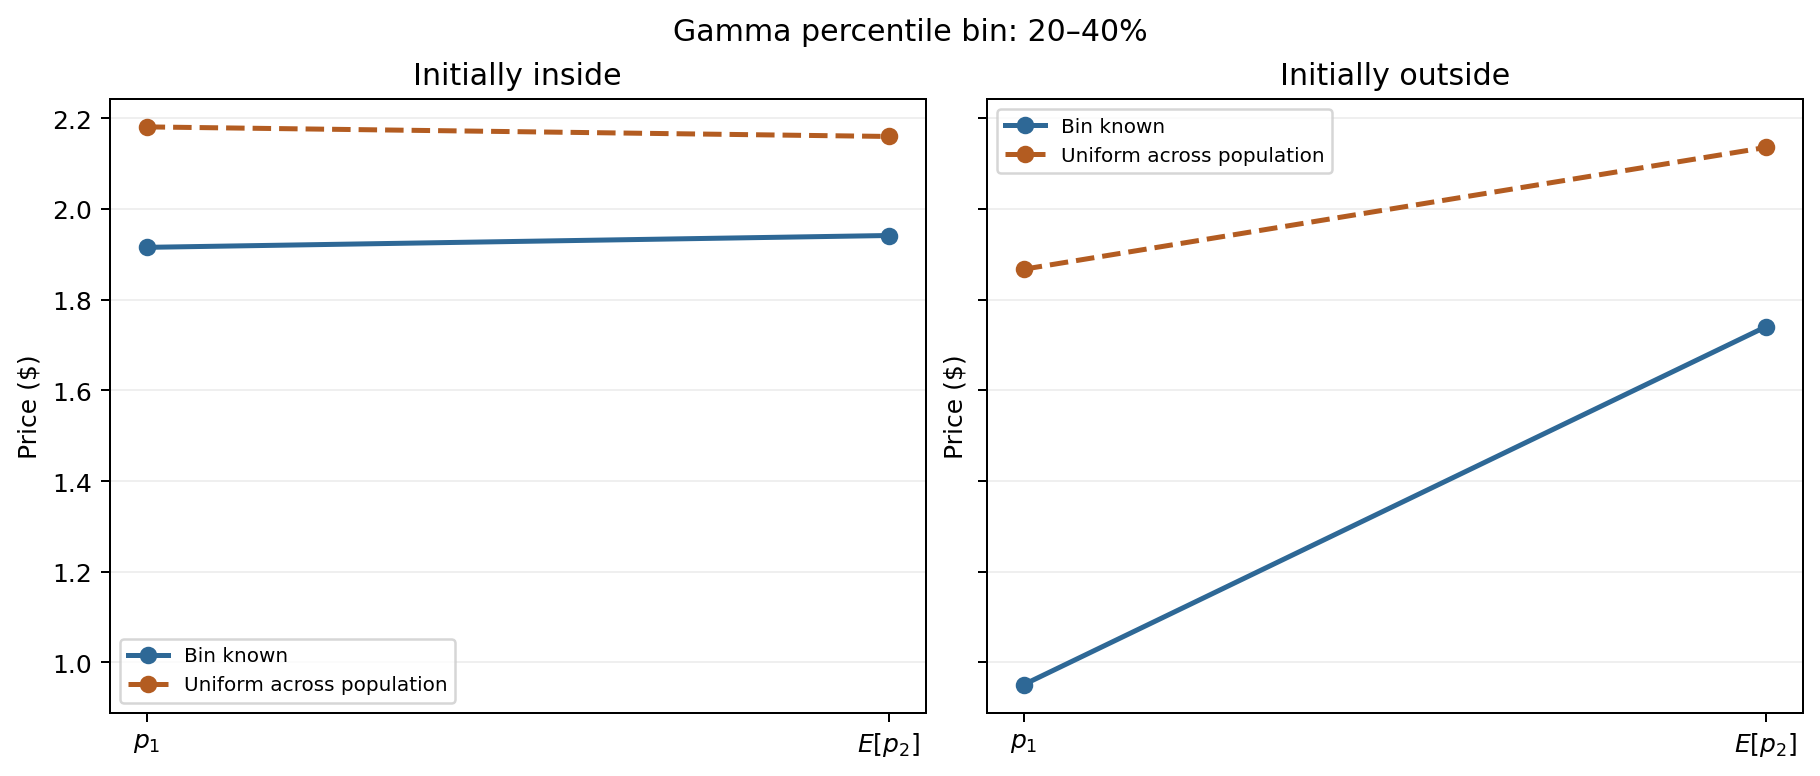 Gamma percentile bin: 20–40%
Initially inside
Price ($)
2.2
2.0
1.8
1.6
1.4
1.2
1.0
Bin known
Uniform across population
p₁
E[p₂]
Initially outside
Price ($)
Bin known
Uniform across population
p₁
E[p₂]